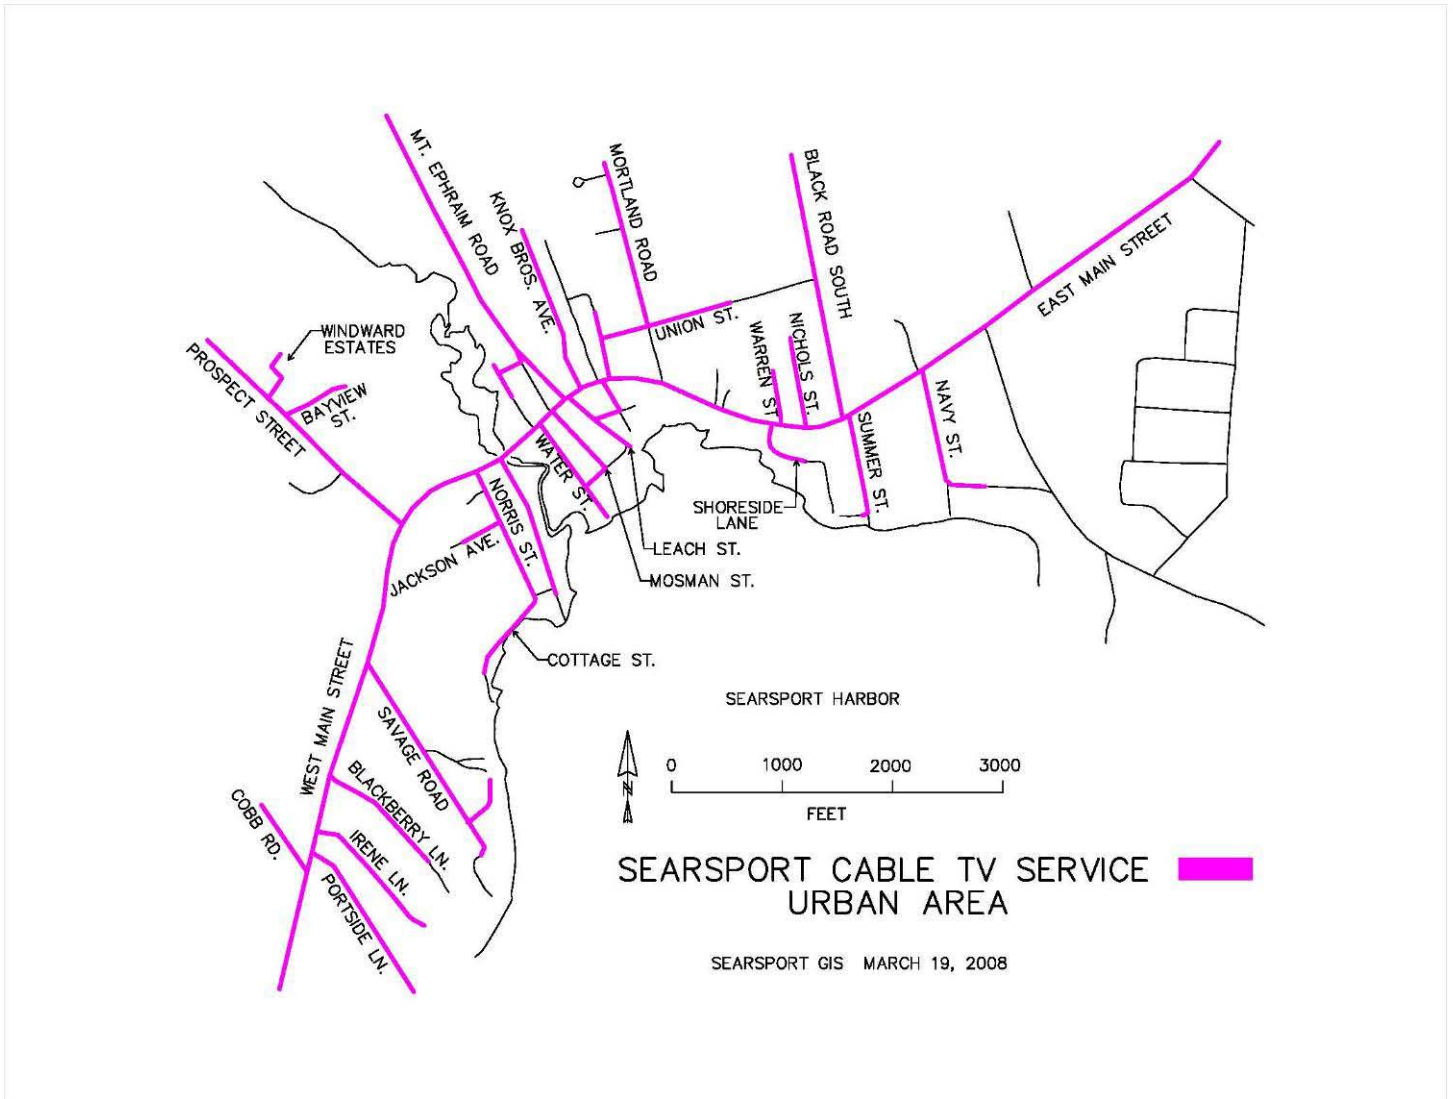 MT. EPHRAIM ROAD
KNOX BROS. AVE.
MORTLAND ROAD
BLACK ROAD SOUTH
EAST MAIN STREET
UNION ST.
WARREN ST.
NICHOLS ST.
WINDWARD
ESTATES
PROSPECT STREET
BAYVIEW
ST.
WATER ST.
SUMMER ST.
NAVY ST.
NORRIS ST.
SHORESIDE
LANE
JACKSON AVE.
LEACH ST.
MOSMAN ST.
COTTAGE ST.
WEST MAIN STREET
SAVAGE ROAD
BLACKBERRY LN.
COBB RD.
IRENE LN.
PORTSIDE LN.
SEARSPORT HARBOR
N
0 1000 2000 3000
FEET
SEARSPORT CABLE TV SERVICE
URBAN AREA
SEARSPORT GIS MARCH 19, 2008